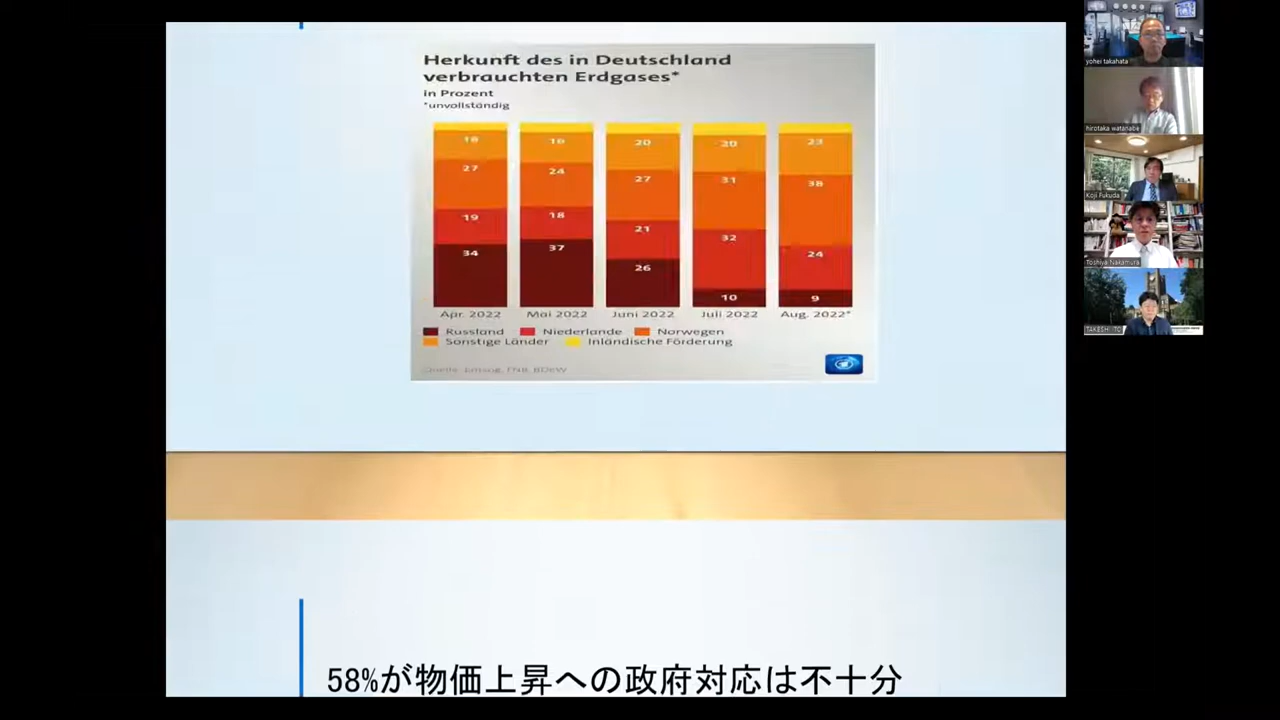 Herkunft des in Deutschland
verbrauchten Erdgases*
in Prozent
*unvollständig
18 16 20 20 23
27 24 27 31 38
19 18 21 32 24
34 37 26 10 9
Apr. 2022 Mai 2022 Juni 2022 Juli 2022 Aug. 2022*
Russland Niederlande Norwegen
Sonstige Länder Inländische Förderung
BDEW
58%が物価上昇への政府対応は不十分
yohei takahata
hirotaka watanabe
Koji Fukuda
Toshiya Nakamura
TAKESHI ITO